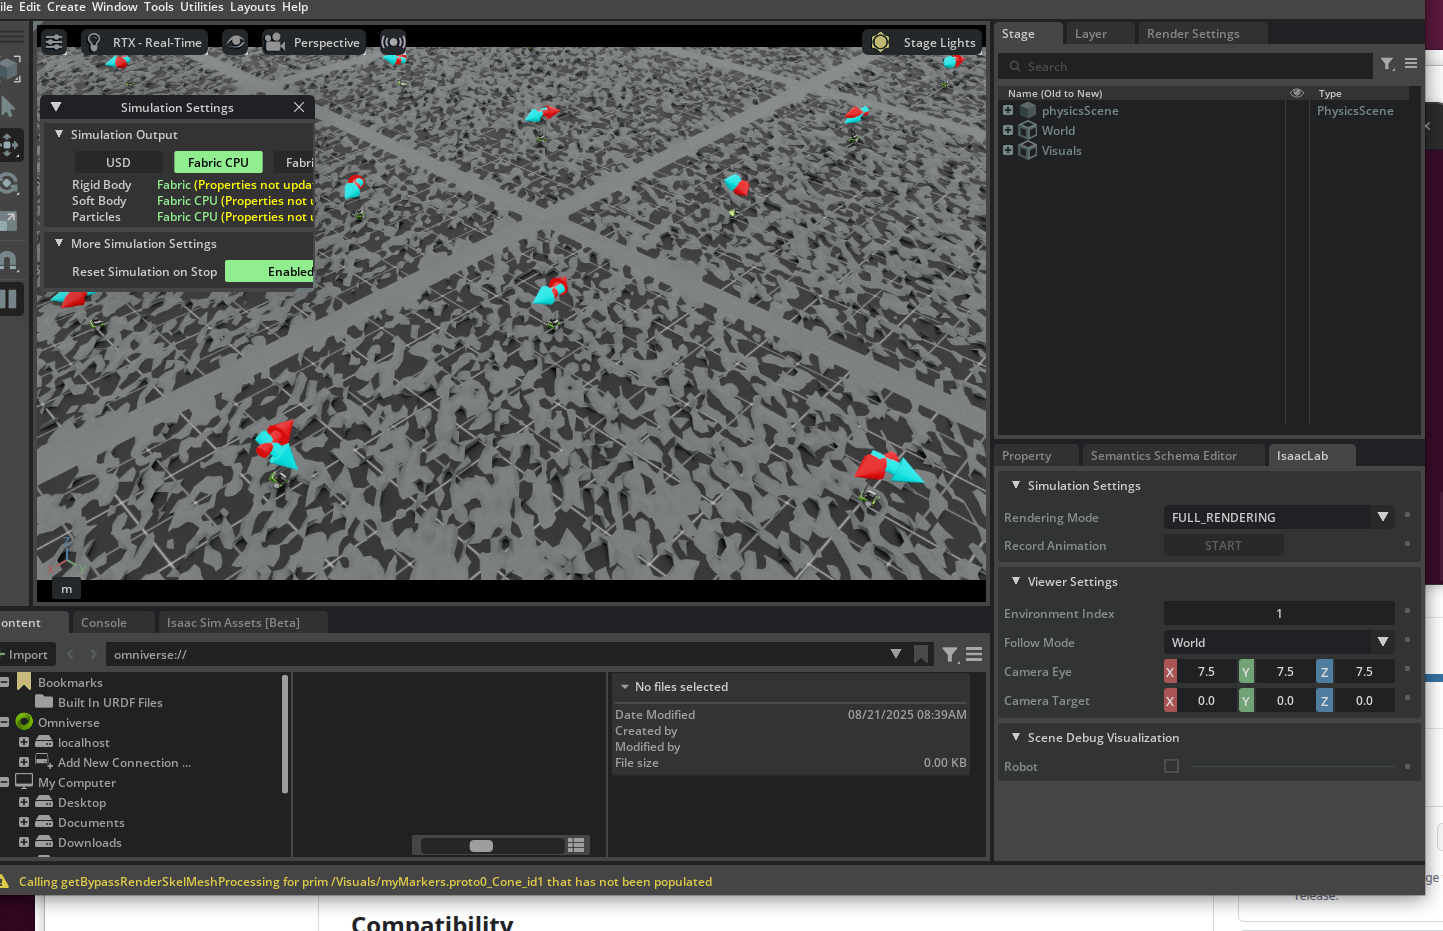 ile Edit Create Window Tools Utilities Layouts Help
RTX - Real-Time
Perspective
Stage Lights
Simulation Settings
Simulation Output
USD Fabric CPU Fabri
Rigid Body Fabric (Properties not upda
Soft Body Fabric CPU (Properties not u
Particles Fabric CPU (Properties not u
More Simulation Settings
Reset Simulation on Stop Enabled
m
Stage Layer Render Settings
Search
Name (Old to New) Type
physicsScene PhysicsScene
World
Visuals
Property Semantics Schema Editor IsaacLab
Simulation Settings
Rendering Mode FULL_RENDERING
Record Animation START
Viewer Settings
Environment Index 1
Follow Mode World
Camera Eye X 7.5 Y 7.5 Z 7.5
Camera Target X 0.0 Y 0.0 Z 0.0
Scene Debug Visualization
Robot
ontent Console Isaac Sim Assets [Beta]
Import omniverse://
Bookmarks
Built In URDF Files
Omniverse
localhost
Add New Connection ...
My Computer
Desktop
Documents
Downloads
No files selected
Date Modified 08/21/2025 08:39AM
Created by
Modified by
File size 0.00 KB
Calling getBypassRenderSkelMeshProcessing for prim /Visuals/myMarkers.proto0_Cone_id1 that has not been populated
ge
release.
Compatibility